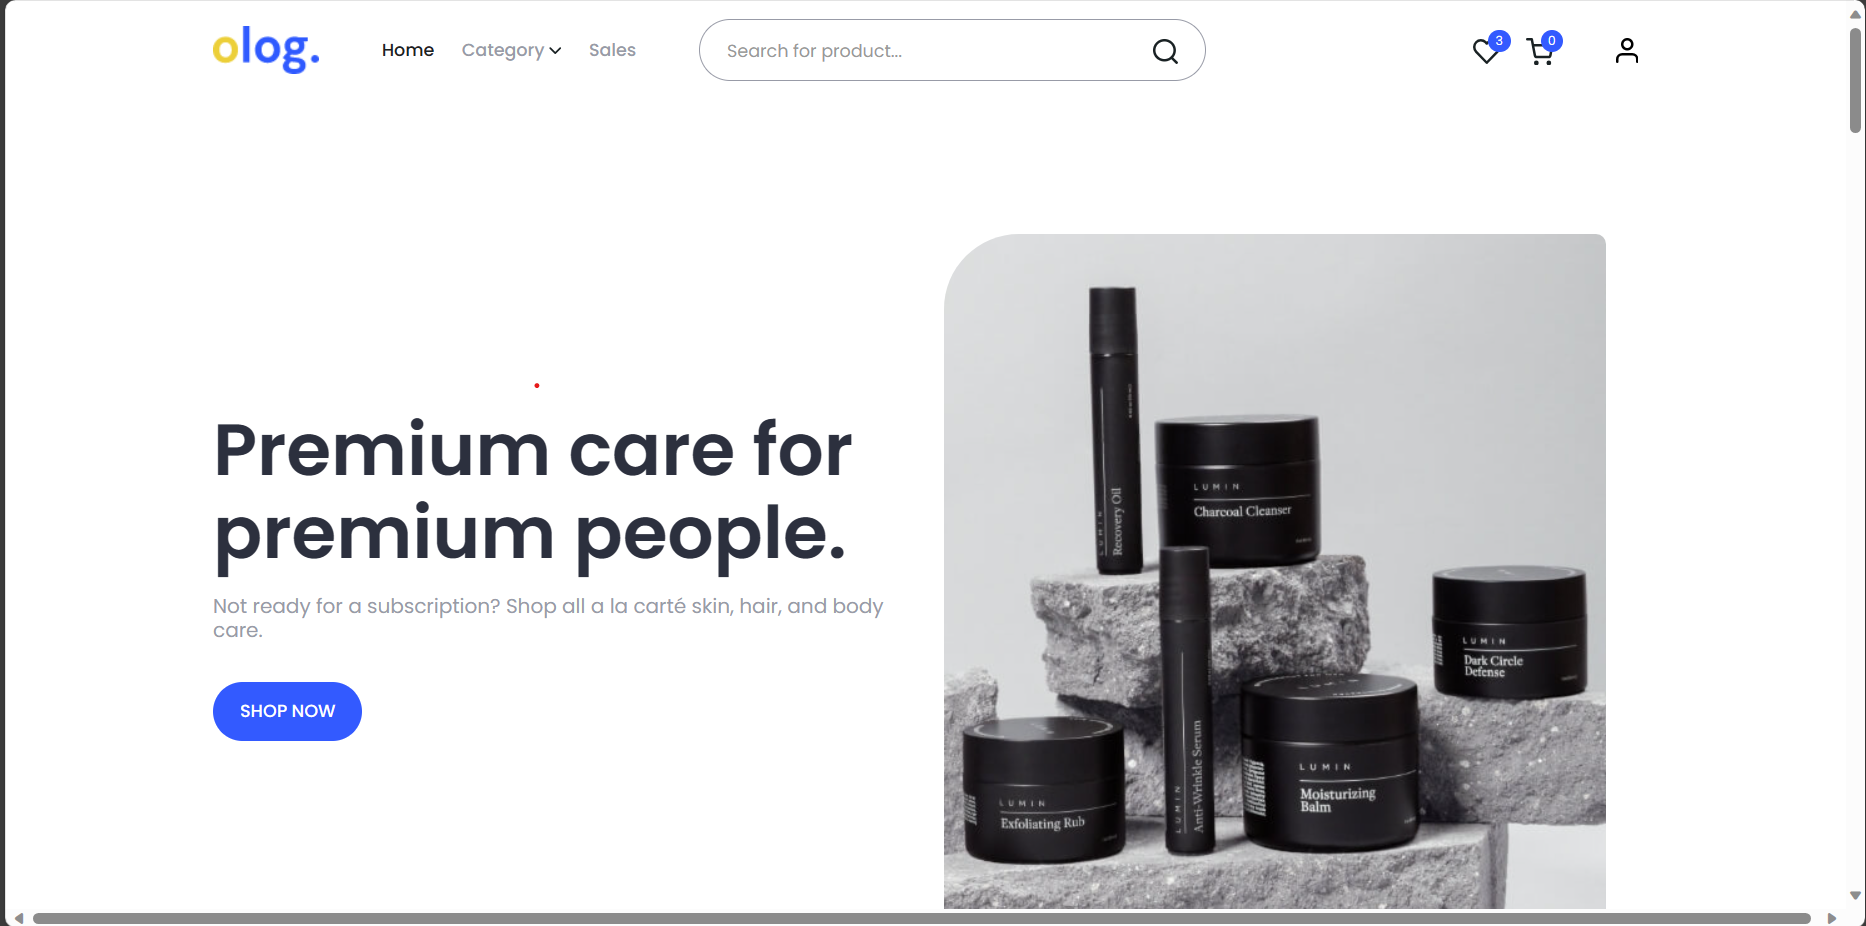 olog.
Home
Category
Sales
Search for product...
3
0
Premium care for
premium people.
Not ready for a subscription? Shop all a la carté skin, hair, and body
care.
SHOP NOW
LUMIN
Recovery Oil
LUMIN
Charcoal Cleanser
LUMIN
Dark Circle
Defense
LUMIN
Exfoliating Rub
LUMIN
Anti-Wrinkle Serum
LUMIN
LUMIN
Moisturizing
Balm